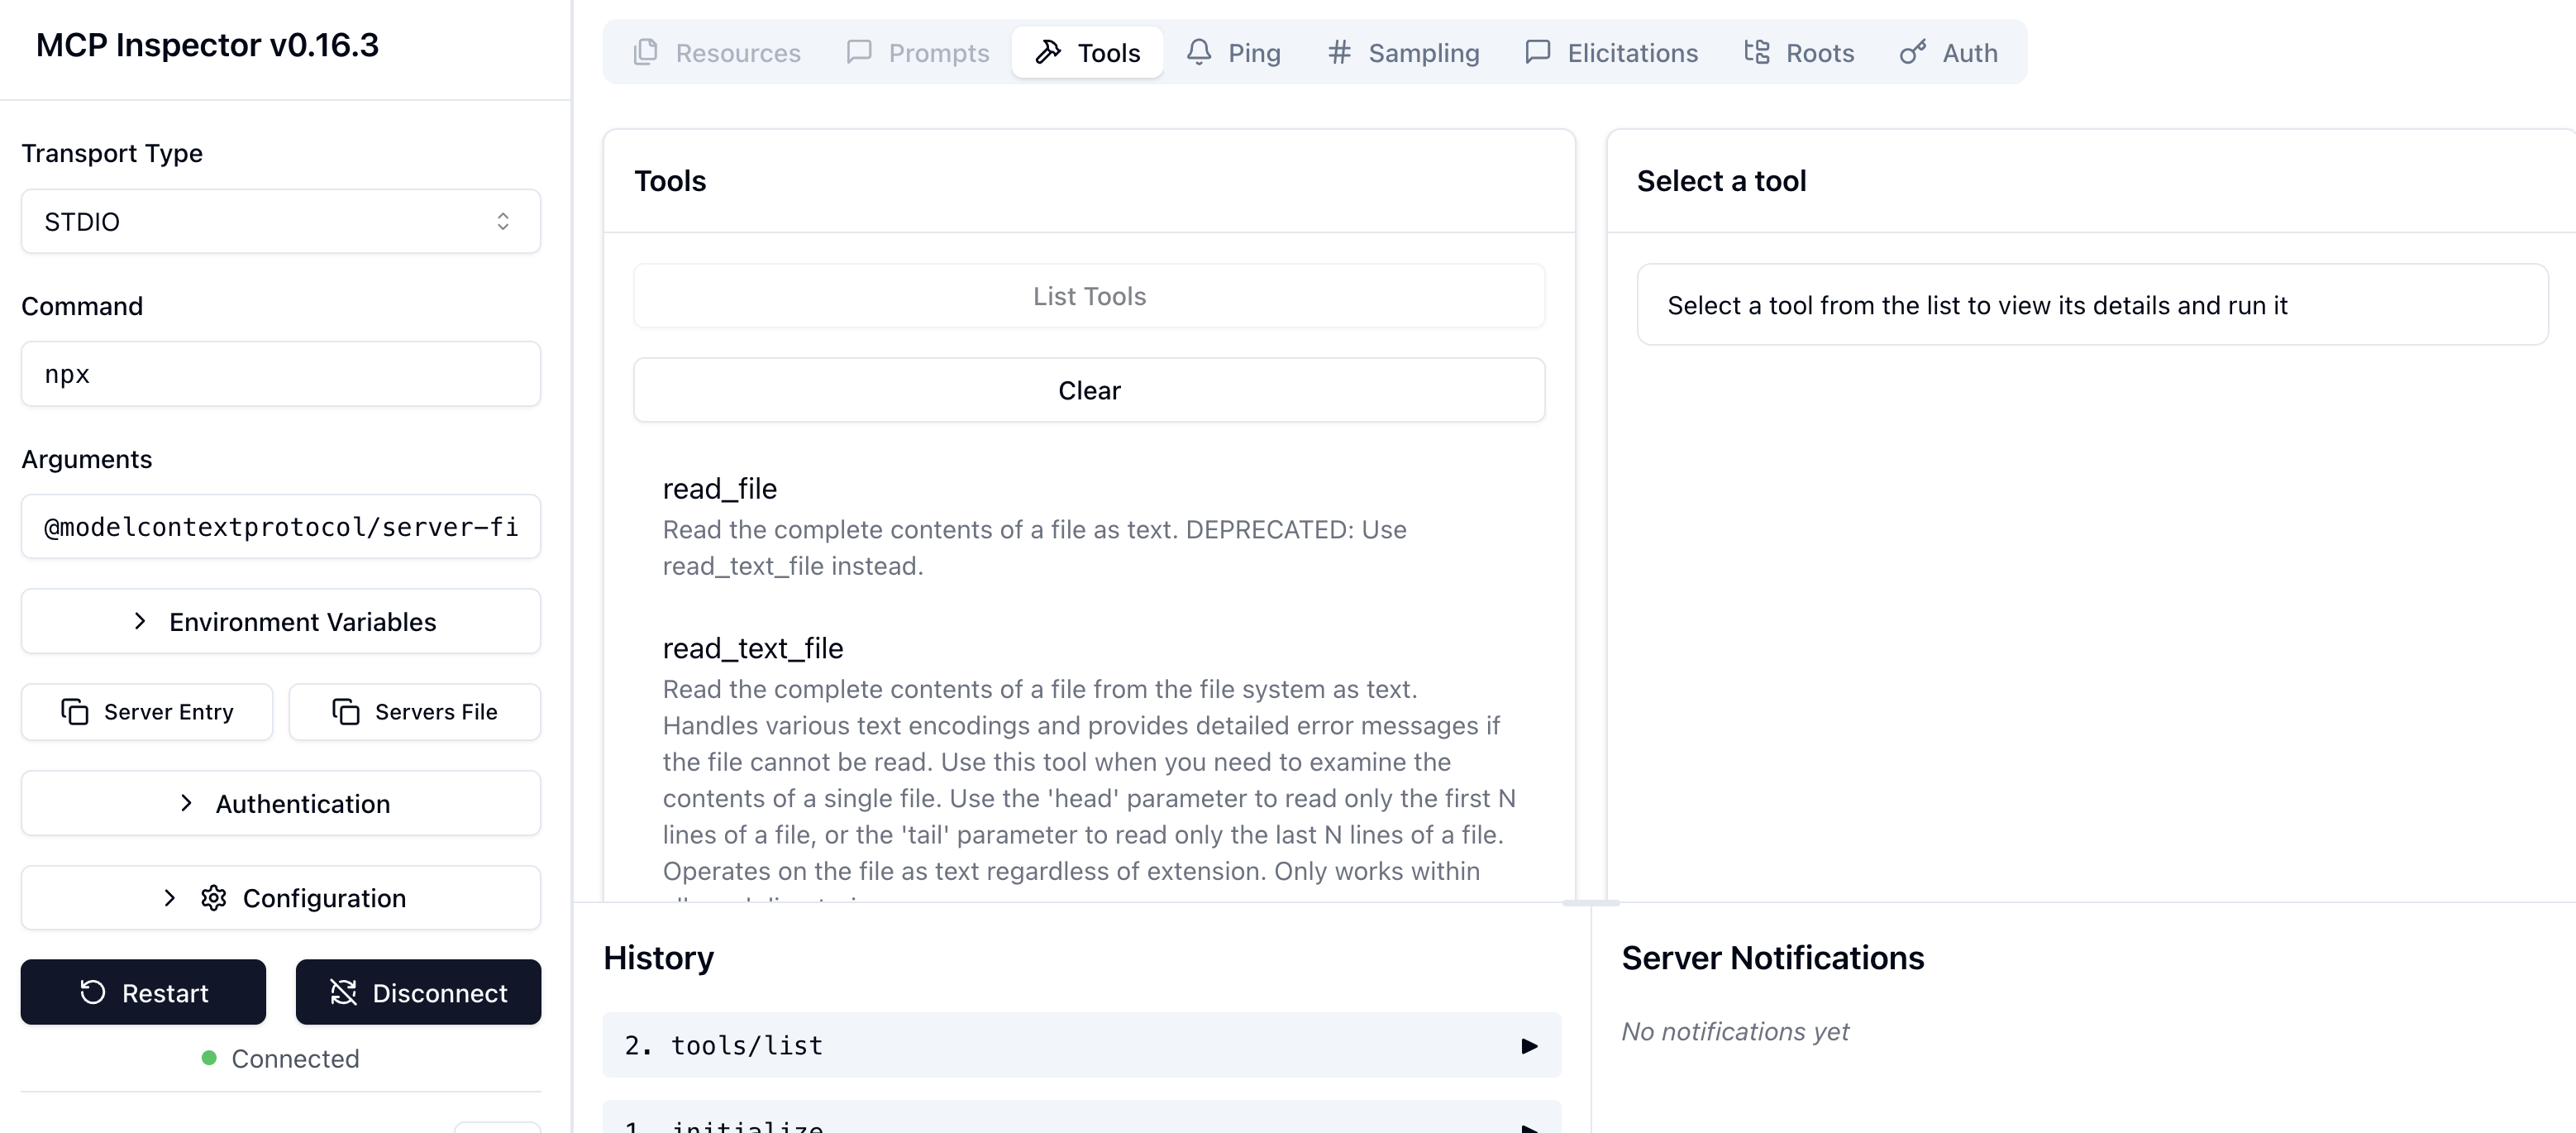 MCP Inspector v0.16.3
Transport Type
STDIO
Command
npx
Arguments
@modelcontextprotocol/server-fi
Environment Variables
Server Entry
Servers File
Authentication
Configuration
Restart
Disconnect
Connected
Resources
Prompts
Tools
Ping
Sampling
Elicitations
Roots
Auth
Tools
List Tools
Clear
read_file
Read the complete contents of a file as text. DEPRECATED: Use
read_text_file instead.
read_text_file
Read the complete contents of a file from the file system as text.
Handles various text encodings and provides detailed error messages if
the file cannot be read. Use this tool when you need to examine the
contents of a single file. Use the 'head' parameter to read only the first N
lines of a file, or the 'tail' parameter to read only the last N lines of a file.
Operates on the file as text regardless of extension. Only works within
Select a tool
Select a tool from the list to view its details and run it
History
2. tools/list
1. initialize
Server Notifications
No notifications yet